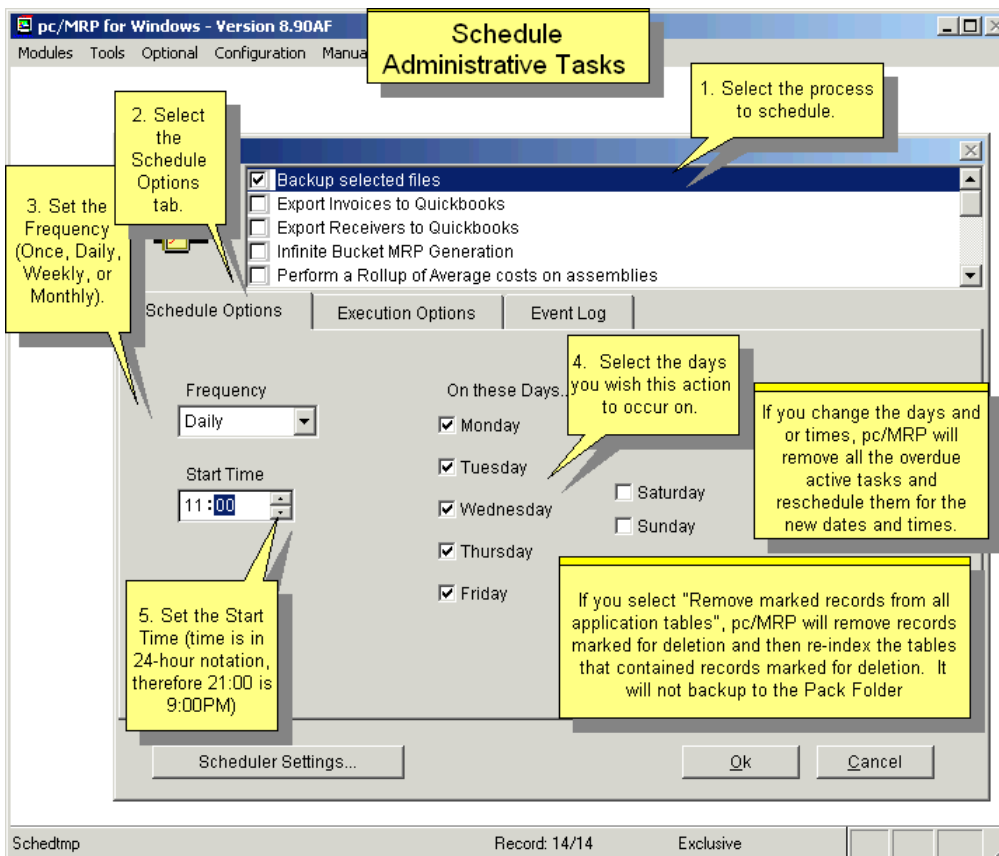 pc/MRP for Windows - Version 8.90AF
Modules Tools Optional Configuration
Schedule
Administrative Tasks
1. Select the process
to schedule.
2. Select
the
Schedule
Options
tab.
3. Set the
Frequency
(Once, Daily,
Weekly, or
Monthly).
Backup selected files
Export Invoices to Quickbooks
Export Receivers to Quickbooks
Infinite Bucket MRP Generation
Perform a Rollup of Average costs on assemblies
Schedule Options Execution Options Event Log
Frequency
Daily
Start Time
11:00
On these Days...
Monday
Tuesday
Wednesday
Thursday
Friday
Saturday
Sunday
4. Select the days
you wish this action
to occur on.
If you change the days and
or times, pc/MRP will
remove all the overdue
active tasks and
reschedule them for the
new dates and times.
5. Set the Start
Time (time is in
24-hour notation,
therefore 21:00 is
9:00PM)
If you select "Remove marked records from all
application tables", pc/MRP will remove records
marked for deletion and then re-index the tables
that contained records marked for deletion. It
will not backup to the Pack Folder
Scheduler Settings... Ok Cancel
Schedtmp Record: 14/14 Exclusive